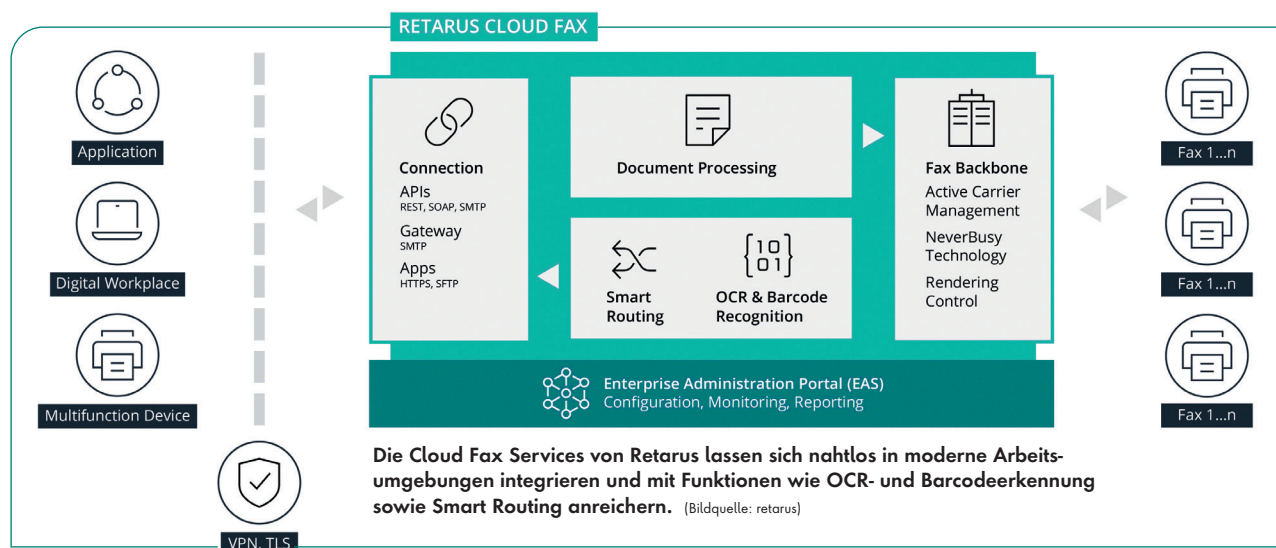 RETARUS CLOUD FAX
Application
Digital Workplace
Multifunction Device
VPN, TLS
Connection
APIs
REST, SOAP, SMTP
Gateway
SMTP
Apps
HTTPS, SFTP
Document Processing
Smart
Routing
10
01
OCR & Barcode
Recognition
Fax Backbone
Active Carrier
Management
NeverBusy
Technology
Rendering
Control
Fax 1...n
Fax 1...n
Fax 1...n
Enterprise Administration Portal (EAS)
Configuration, Monitoring, Reporting
Die Cloud Fax Services von Retarus lassen sich nahtlos in moderne Arbeits-
umgebungen integrieren und mit Funktionen wie OCR- und Barcodeerkennung
sowie Smart Routing anreichern. (Bildquelle: retarus)